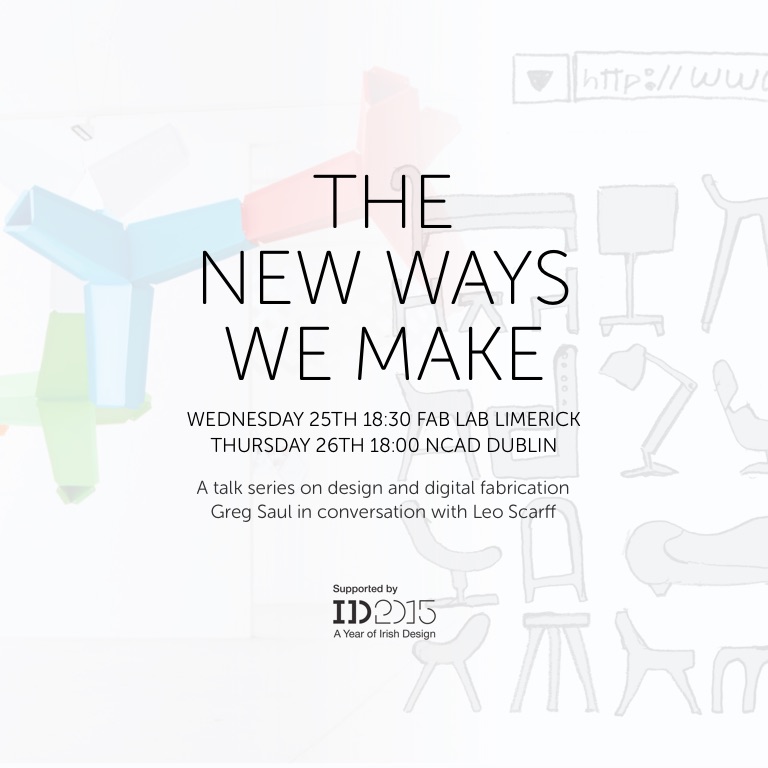 http://WWW
THE
NEW WAYS
WE MAKE
WEDNESDAY 25TH 18:30 FAB LAB LIMERICK
THURSDAY 26TH 18:00 NCAD DUBLIN
A talk series on design and digital fabrication
Greg Saul in conversation with Leo Scarff
Supported by
ID2015
A Year of Irish Design